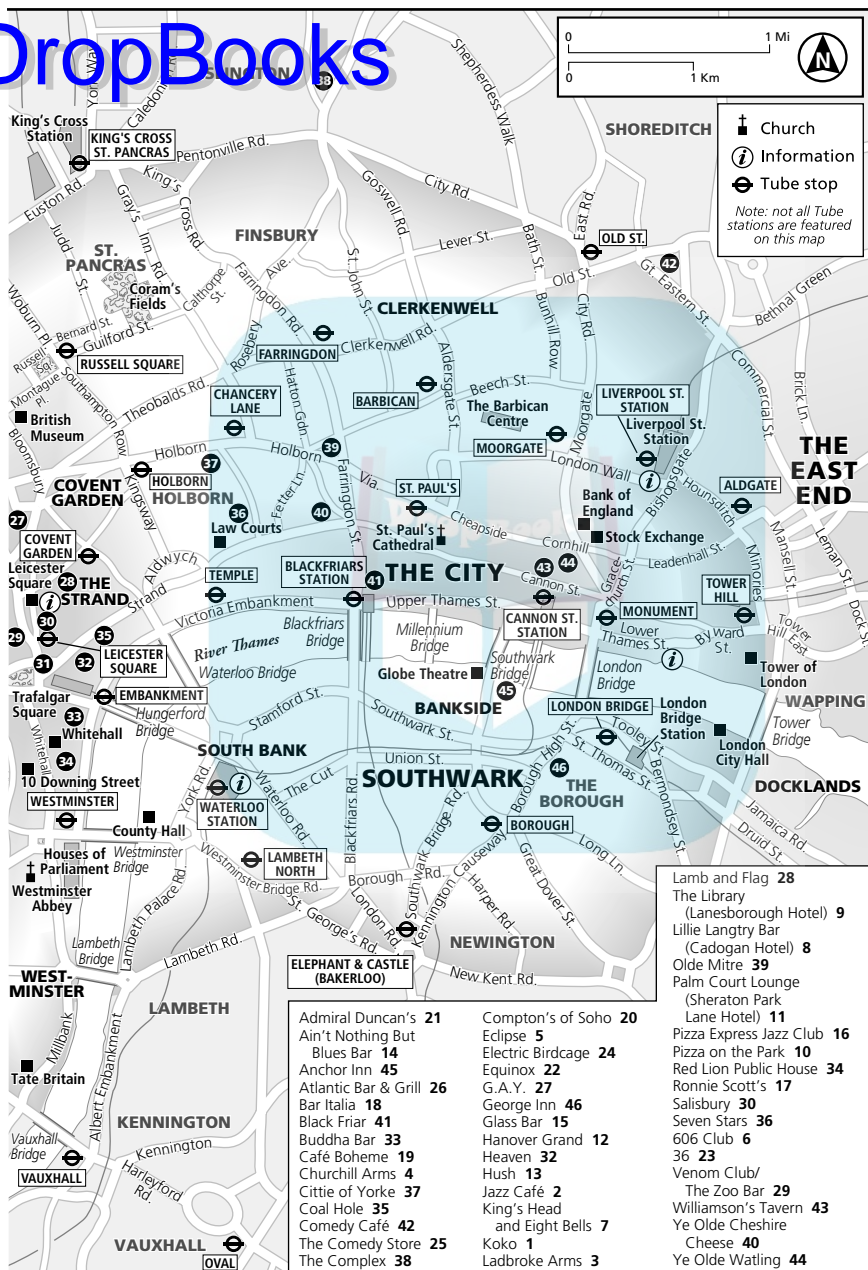 DropBooks
ISLINGTON
38
0
1 Mi
0
1 Km
N
Church
i Information
Tube stop
Note: not all Tube
stations are featured
on this map
York Way
Caledonian Rd.
Shepherdess Walk
SHOREDITCH
King's Cross
Station
KING'S CROSS
ST. PANCRAS
Pentonville Rd.
Euston Rd.
King's Cross Rd.
Gray's Inn Rd.
Judd St.
Goswell Rd.
City Rd.
East Rd.
FINSBURY
Lever St.
Bath St.
OLD ST.
Old St.
42
Gt. Eastern St.
Bethnal Green
ST.
PANCRAS
Coram's
Fields
Calthorpe St.
Farringdon Rd.
Rosebery Ave.
St. John St.
CLERKENWELL
Bunhill Row
City Rd.
Woburn Pl.
Bernard St.
Guilford St.
Russell Sq.
RUSSELL SQUARE
Montague Pl.
Southampton Row
FARRINGDON
Clerkenwell Rd.
Aldersgate St.
Commercial St.
Brick Ln.
Theobalds Rd.
CHANCERY
LANE
Hatton Gdn.
BARBICAN
Beech St.
The Barbican
Centre
Moorgate
MOORGATE
LIVERPOOL ST.
STATION
Liverpool St.
Station
i
British
Museum
Bloomsbury
Holborn
HOLBORN
37
HOLBORN
Holborn
39
Via.
London Wall
Bishopsgate
Hounsditch
ALDGATE
THE
EAST
END
COVENT
GARDEN
Kingsway
Fetter Ln.
Farringdon St.
ST. PAUL'S
Bank of
England
Stock Exchange
27
36
Law Courts
40
St. Paul's
Cathedral
Cheapside
Cornhill
Leadenhall St.
Minories
Mansell St.
Leman St.
Dock St.
COVENT
GARDEN
Leicester
Square
28
THE
STRAND
Aldwych
Strand
TEMPLE
BLACKFRIARS
STATION
41
THE CITY
43
44
Cannon St.
Gracechurch St.
TOWER
HILL
i
30
29
LEICESTER
SQUARE
35
Victoria Embankment
Upper Thames St.
CANNON ST.
STATION
MONUMENT
Lower
Thames St.
Byward
St.
Tower
Hill East
River Thames
Blackfriars
Bridge
Millennium
Bridge
Southwark
Bridge
London
Bridge
i
Tower of
London
31
32
EMBANKMENT
Waterloo Bridge
Globe Theatre
45
BANKSIDE
LONDON BRIDGE
London
Bridge
Station
WAPPING
Tower
Bridge
Trafalgar
Square
33
Whitehall
Whitehall
34
Hungerford
Bridge
Stamford St.
Southwark St.
Tooley St.
London
City Hall
SOUTH BANK
Union St.
St. Thomas St.
10 Downing Street
WESTMINSTER
York Rd.
i
WATERLOO
STATION
The Cut
Waterloo Rd.
SOUTHWARK
Borough High St.
46
THE
BOROUGH
Bermondsey St.
DOCKLANDS
Jamaica Rd.
Druid St.
County Hall
Blackfriars Rd.
Southwark Bridge Rd.
BOROUGH
Long Ln.
Houses of
Parliament
Westminster
Bridge
Westminster
Abbey
LAMBETH
NORTH
Westminster Bridge Rd.
Borough Rd.
London Rd.
St. George's Rd.
Kennington Causeway
Harper Rd.
Great Dover St.
Lambeth Palace Rd.
Lambeth
Bridge
Lambeth Rd.
NEWINGTON
ELEPHANT & CASTLE
(BAKERLOO)
New Kent Rd.
WEST-
MINSTER
LAMBETH
Millbank
Albert Embankment
Tate Britain
KENNINGTON
Vauxhall
Bridge
Kennington
VAUXHALL
Harleyford
Rd.
VAUXHALL
OVAL
Admiral Duncan's 21
Ain't Nothing But
Blues Bar 14
Anchor Inn 45
Atlantic Bar & Grill 26
Bar Italia 18
Black Friar 41
Buddha Bar 33
Café Boheme 19
Churchill Arms 4
Cittie of Yorke 37
Coal Hole 35
Comedy Café 42
The Comedy Store 25
The Complex 38
Compton's of Soho 20
Eclipse 5
Electric Birdcage 24
Equinox 22
G.A.Y. 27
George Inn 46
Glass Bar 15
Hanover Grand 12
Heaven 32
Hush 13
Jazz Café 2
King's Head
and Eight Bells 7
Koko 1
Ladbroke Arms 3
Lamb and Flag 28
The Library
(Lanesborough Hotel) 9
Lillie Langtry Bar
(Cadogan Hotel) 8
Olde Mitre 39
Palm Court Lounge
(Sheraton Park
Lane Hotel) 11
Pizza Express Jazz Club 16
Pizza on the Park 10
Red Lion Public House 34
Ronnie Scott's 17
Salisbury 30
Seven Stars 36
606 Club 6
36 23
Venom Club/
The Zoo Bar 29
Williamson's Tavern 43
Ye Olde Cheshire
Cheese 40
Ye Olde Watling 44